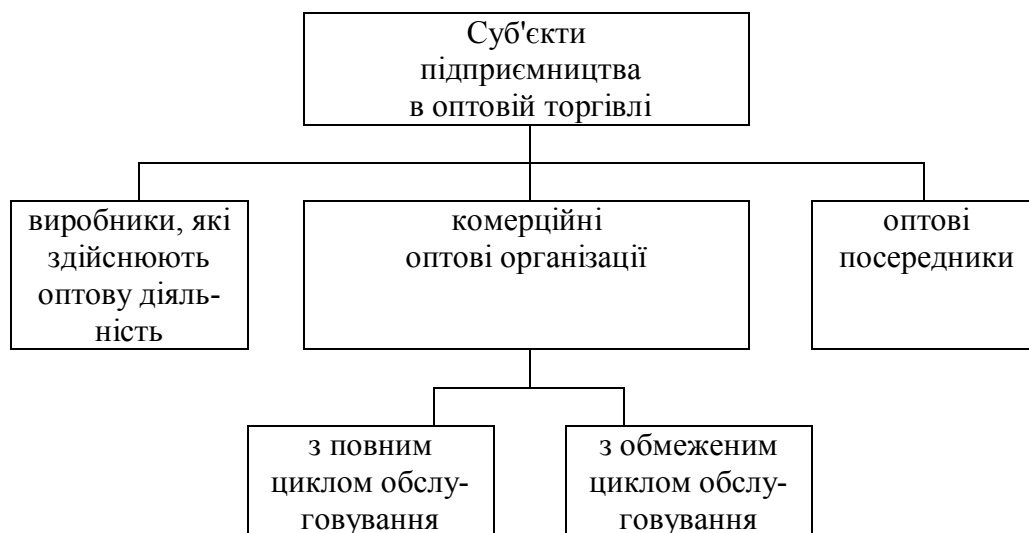 Суб'єкти
підприємництва
в оптовій торгівлі
виробники, які
здійснюють
оптову діяль-
ність
комерційні
оптові організації
оптові
посередники
з повним
циклом обслу-
говування
з обмеженим
циклом обслу-
говування